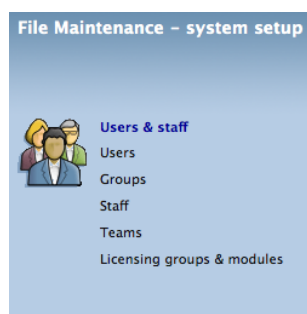 File Maintenance – system setup
Users & staff
Users
Groups
Staff
Teams
Licensing groups & modules